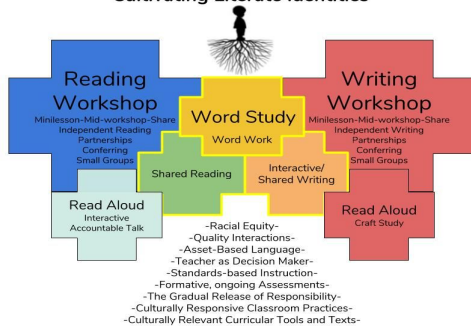 Cultivating Literate Identities
Reading
Workshop
Minilesson-Mid-workshop-Share
Independent Reading
Partnerships
Conferring
Small Groups
Word Study
Word Work
Writing
Workshop
Minilesson-Mid-workshop-Share
Independent Writing
Partnerships
Conferring
Small Groups
Shared Reading
Interactive/
Shared Writing
Read Aloud
Interactive
Accountable Talk
Read Aloud
Craft Study
-Racial Equity-
-Quality Interactions-
-Asset-Based Language-
-Teacher as Decision Maker-
-Standards-based Instruction-
-Formative, ongoing Assessments-
-The Gradual Release of Responsibility-
-Culturally Responsive Classroom Practices-
-Culturally Relevant Curricular Tools and Texts-